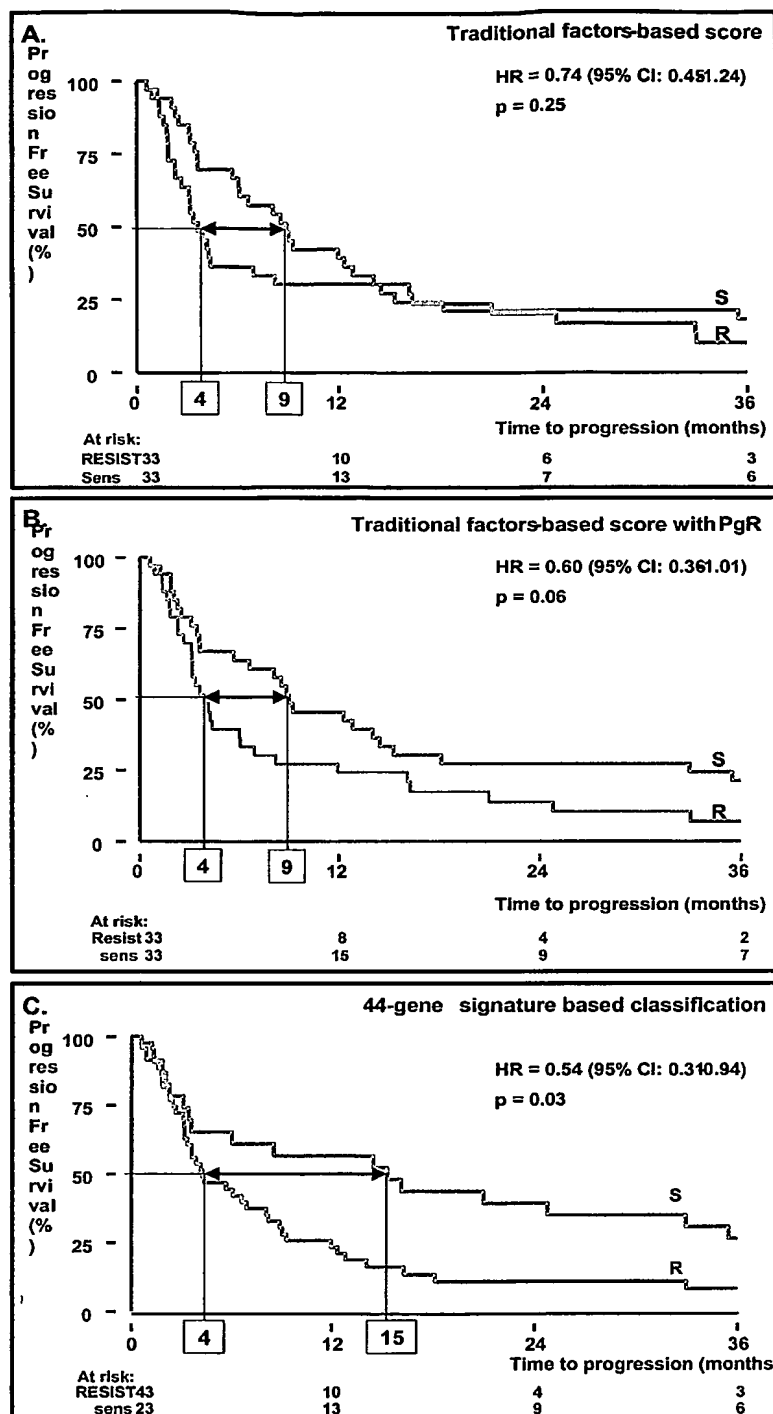 A.
Traditional factors-based score
Pr
og
res
sio
n
Fr
ee
Su
rvi
val
(%
)
HR = 0.74 (95% CI: 0.451.24)
p = 0.25
100
75
50
25
0
S
R
0 4 9 12 24 36
Time to progression (months)
At risk:
RESIST33 10 6 3
Sens 33 13 7 6
B.
Traditional factors-based score with PgR
Pr
og
res
sio
n
Fr
ee
Su
rvi
val
(%
)
HR = 0.60 (95% CI: 0.361.01)
p = 0.06
100
75
50
25
0
S
R
0 4 9 12 24 36
Time to progression (months)
At risk:
Resist 33 8 4 2
sens 33 15 9 7
C.
44-gene signature based classification
Pr
og
res
sio
n
Fr
ee
Su
rvi
val
(%
)
HR = 0.54 (95% CI: 0.310.94)
p = 0.03
100
75
50
25
0
S
R
0 4 12 15 24 36
Time to progression (months)
At risk:
RESIST43 10 4 3
sens 23 13 9 6